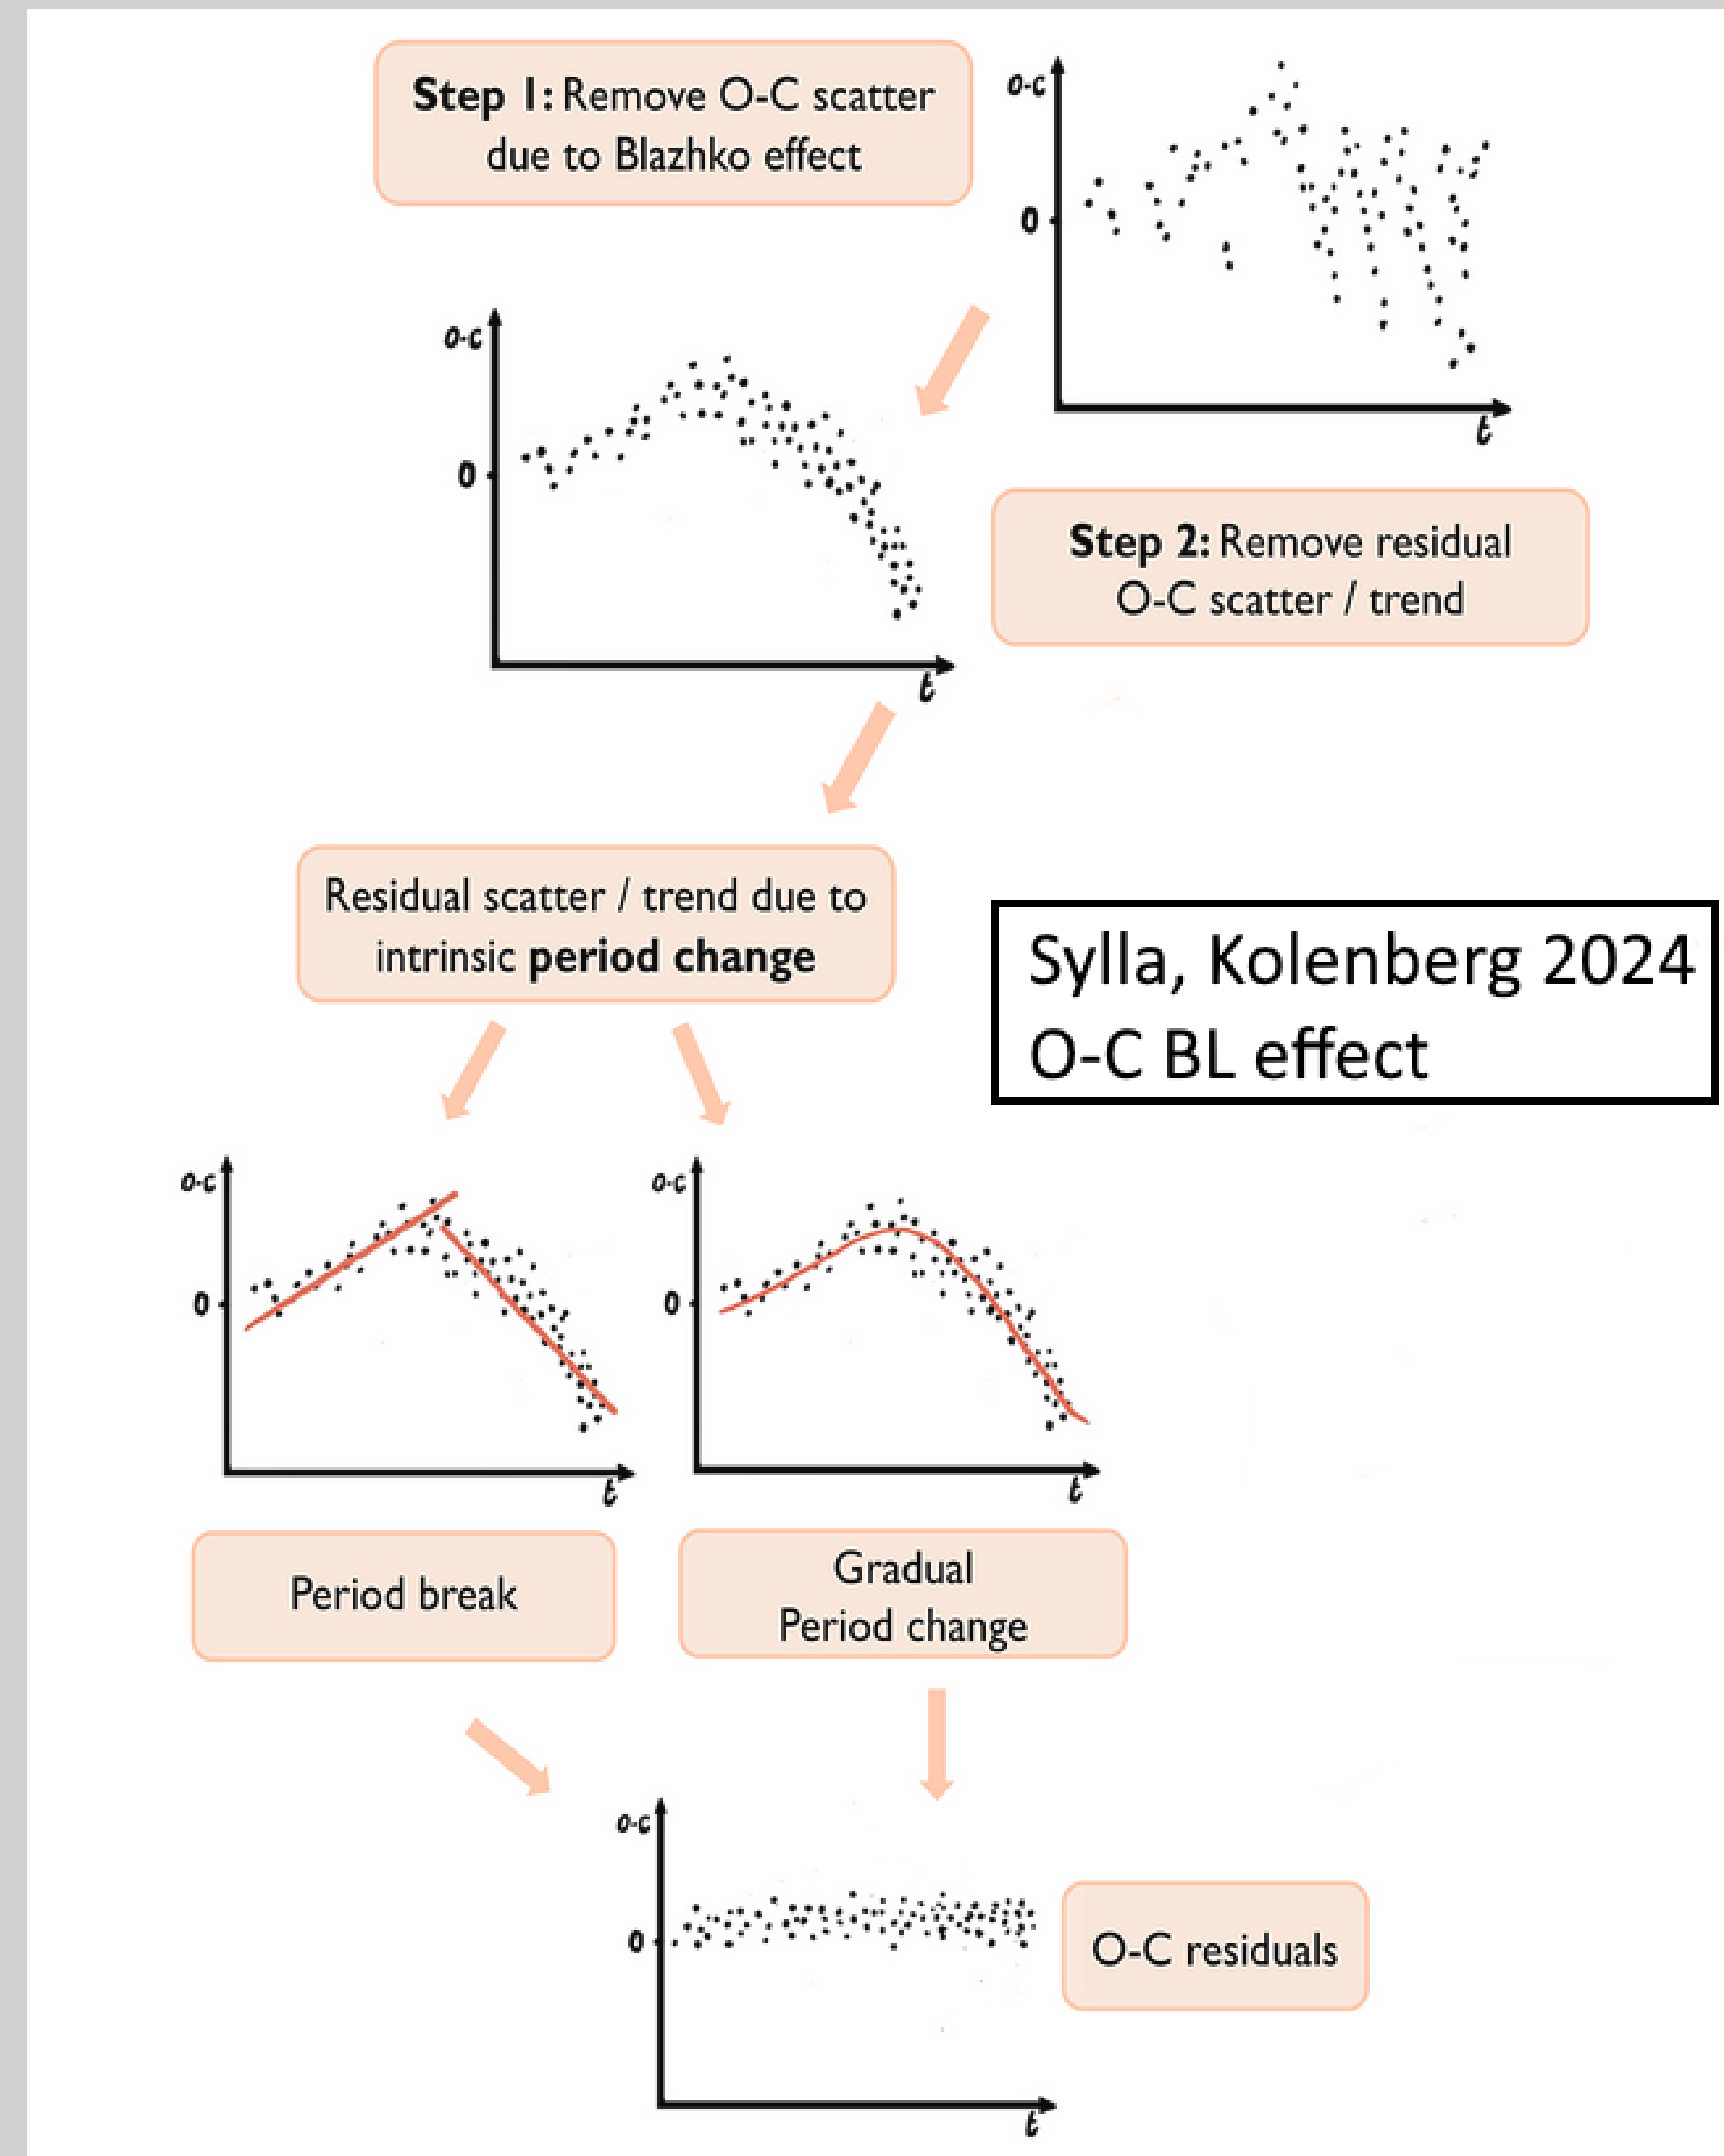 Step 1: Remove O-C scatter
due to Blazhko effect
o-c
0
t
o-c
0
t
Step 2: Remove residual
O-C scatter / trend
Residual scatter / trend due to
intrinsic period change
Sylla, Kolenberg 2024
O-C BL effect
o-c
0
t
o-c
0
t
Period break
Gradual
Period change
o-c
0
t
O-C residuals